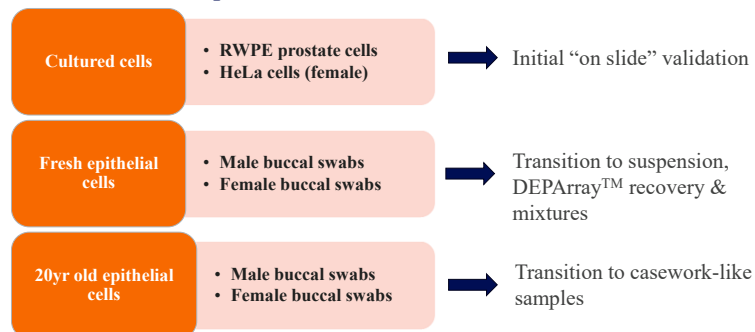 Cultured cells
• RWPE prostate cells
• HeLa cells (female)
Initial “on slide” validation
Fresh epithelial
cells
• Male buccal swabs
• Female buccal swabs
Transition to suspension,
DEPArray™ recovery &
mixtures
20yr old epithelial
cells
• Male buccal swabs
• Female buccal swabs
Transition to casework-like
samples